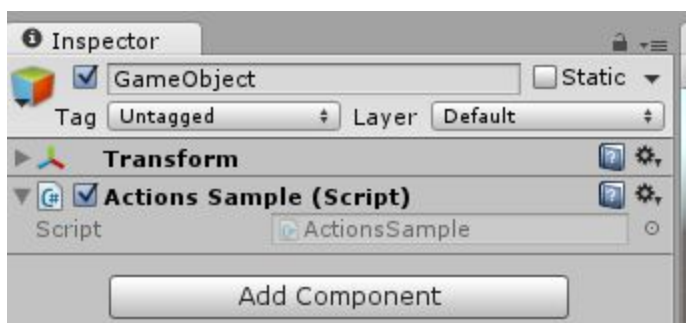 Inspector
GameObject Static
Tag Untagged Layer Default
Transform
Actions Sample (Script)
Script ActionsSample
Add Component